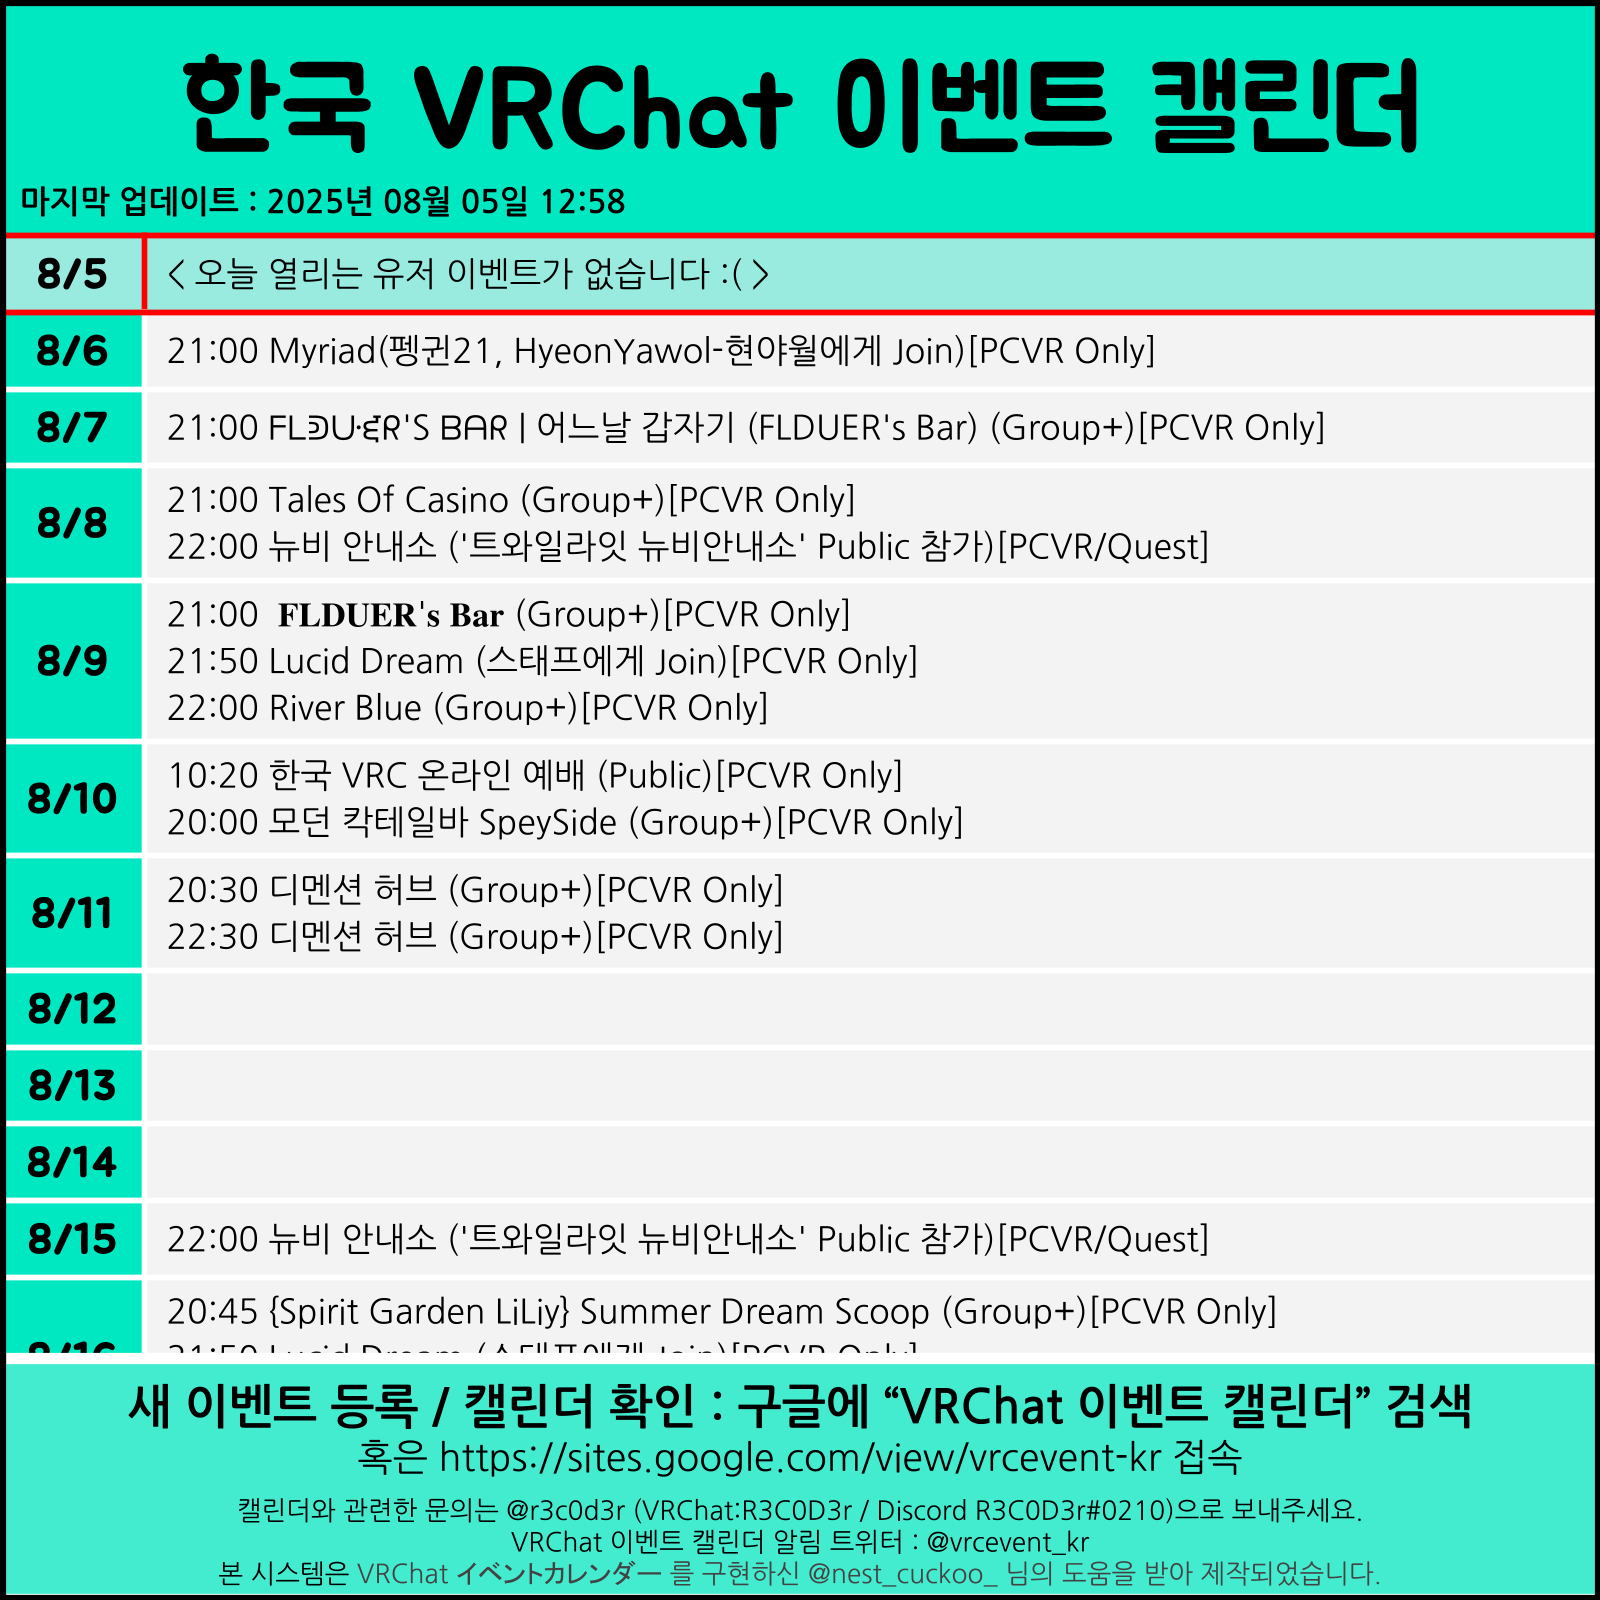 한국 VRChat 이벤트 캘린더
마지막 업데이트 : 2025년 08월 05일 12:58
8/5
< 오늘 열리는 유저 이벤트가 없습니다 :( >
8/6
21:00 Myriad(펭귄21, HyeonYawol-현야월에게 Join)[PCVR Only]
8/7
21:00 FLᕲU·ꫀR'S BAR | 어느날 갑자기 (FLDUER's Bar) (Group+)[PCVR Only]
8/8
21:00 Tales Of Casino (Group+)[PCVR Only]
22:00 뉴비 안내소 ('트와일라잇 뉴비안내소' Public 참가)[PCVR/Quest]
8/9
21:00 𝐅𝐋𝐃𝐔𝐄𝐑'𝐬 𝐁𝐚𝐫 (Group+)[PCVR Only]
21:50 Lucid Dream (스태프에게 Join)[PCVR Only]
22:00 River Blue (Group+)[PCVR Only]
8/10
10:20 한국 VRC 온라인 예배 (Public)[PCVR Only]
20:00 모던 칵테일바 SpeySide (Group+)[PCVR Only]
8/11
20:30 디멘션 허브 (Group+)[PCVR Only]
22:30 디멘션 허브 (Group+)[PCVR Only]
8/12
8/13
8/14
8/15
22:00 뉴비 안내소 ('트와일라잇 뉴비안내소' Public 참가)[PCVR/Quest]
8/16
20:45 {Spirit Garden LiLiy} Summer Dream Scoop (Group+)[PCVR Only]
21:50 Lucid Dream (스태프에게 Join)[PCVR Only]
새 이벤트 등록 / 캘린더 확인 : 구글에 “VRChat 이벤트 캘린더” 검색
혹은 https://sites.google.com/view/vrcevent-kr 접속
캘린더와 관련한 문의는 @r3c0d3r (VRChat:R3C0D3r / Discord R3C0D3r#0210)으로 보내주세요.
VRChat 이벤트 캘린더 알림 트위터 : @vrcevent_kr
본 시스템은 VRChat イベントカレンダー 를 구현하신 @nest_cuckoo_ 님의 도움을 받아 제작되었습니다.